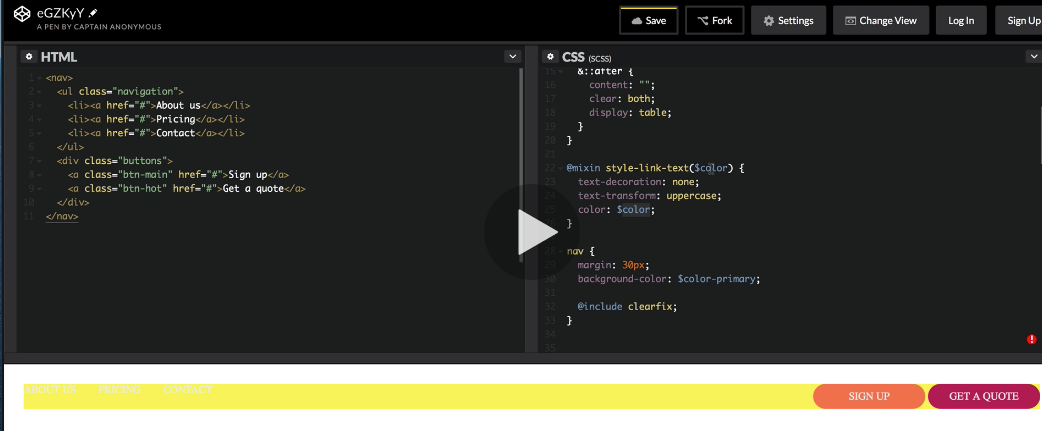 eGZKyY
A PEN BY CAPTAIN ANONYMOUS
Save
Fork
Settings
Change View
Log In
Sign Up
HTML
1 <nav>
2 <ul class="navigation">
3 <li><a href="#">About us</a></li>
4 <li><a href="#">Pricing</a></li>
5 <li><a href="#">Contact</a></li>
6 </ul>
7 <div class="buttons">
8 <a class="btn-main" href="#">Sign up</a>
9 <a class="btn-hot" href="#">Get a quote</a>
10 </div>
11 </nav>
CSS (SCSS)
15 &::after {
16 content: "";
17 clear: both;
18 display: table;
19 }
20 }
21
22 @mixin style-link-text($color) {
23 text-decoration: none;
24 text-transform: uppercase;
25 color: $color;
}
28 nav {
29 margin: 30px;
30 background-color: $color-primary;
31
32 @include clearfix;
33 }
34
35
ABOUT US PRICING CONTACT SIGN UP GET A QUOTE